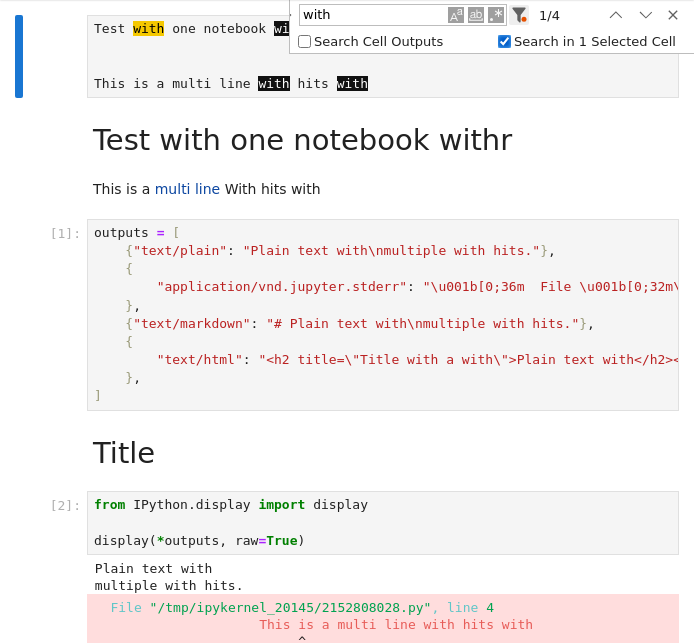 with
1/4
Search Cell Outputs
Search in 1 Selected Cell
Test with one notebook wi
This is a multi line with hits with
Test with one notebook withr
This is a multi line With hits with
[1]:
outputs = [
    {"text/plain": "Plain text with\nmultiple with hits."},
    {
        "application/vnd.jupyter.stderr": "\u001b[0;36m  File \u001b[0;32m\
    },
    {"text/markdown": "# Plain text with\nmultiple with hits."},
    {
        "text/html": "<h2 title=\"Title with a with\">Plain text with</h2><
    },
]
Title
[2]:
from IPython.display import display
display(*outputs, raw=True)
Plain text with
multiple with hits.
  File "/tmp/ipykernel_20145/2152808028.py", line 4
    This is a multi line with hits with
^